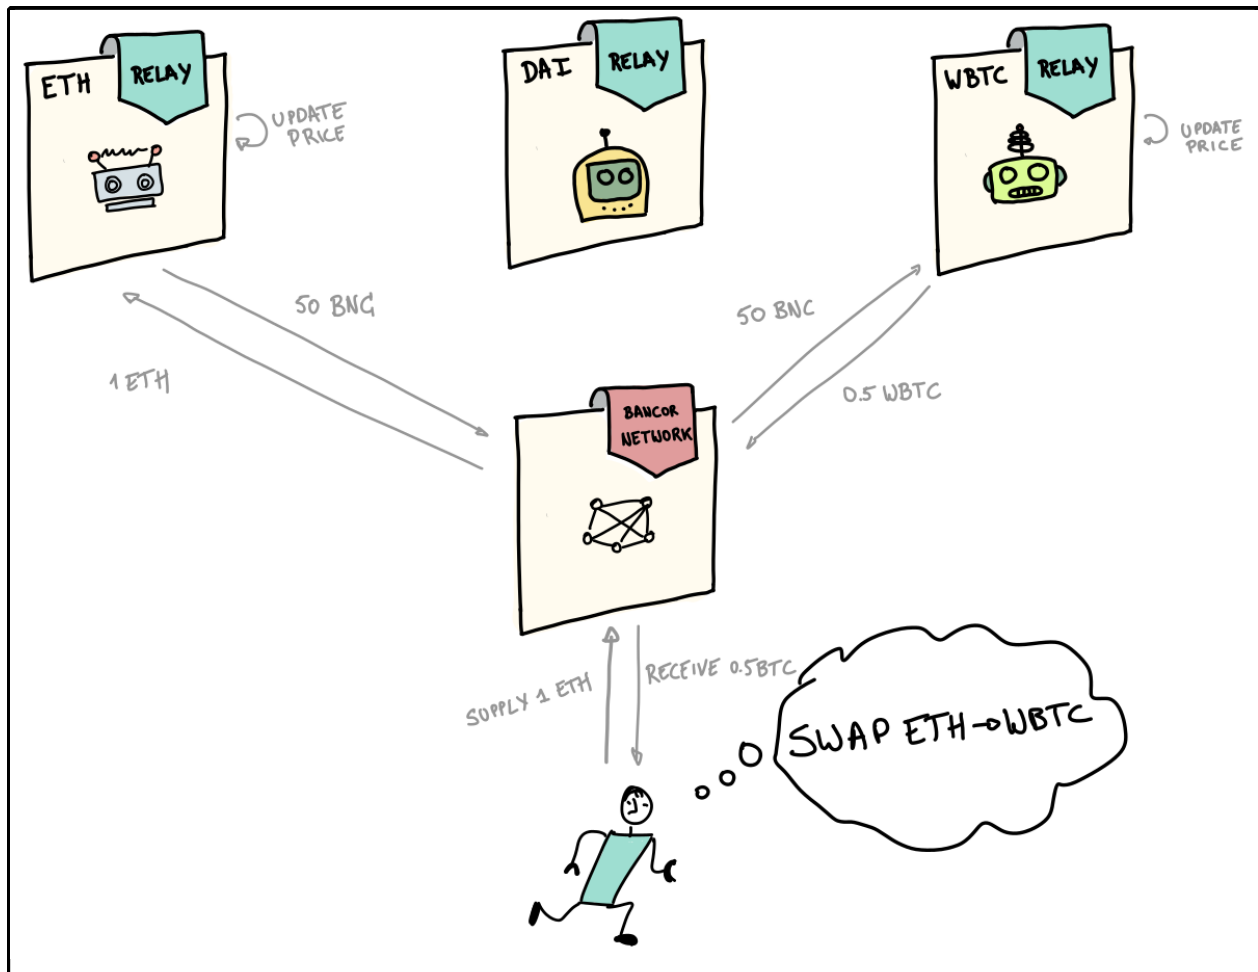 ETH
RELAY
UPDATE
PRICE
DAI
RELAY
WBTC
RELAY
UPDATE
PRICE
50 BNC
1 ETH
50 BNC
0.5 WBTC
BANCOR
NETWORK
SUPPLY 1 ETH
RECEIVE 0.5BTC
SWAP ETH→WBTC